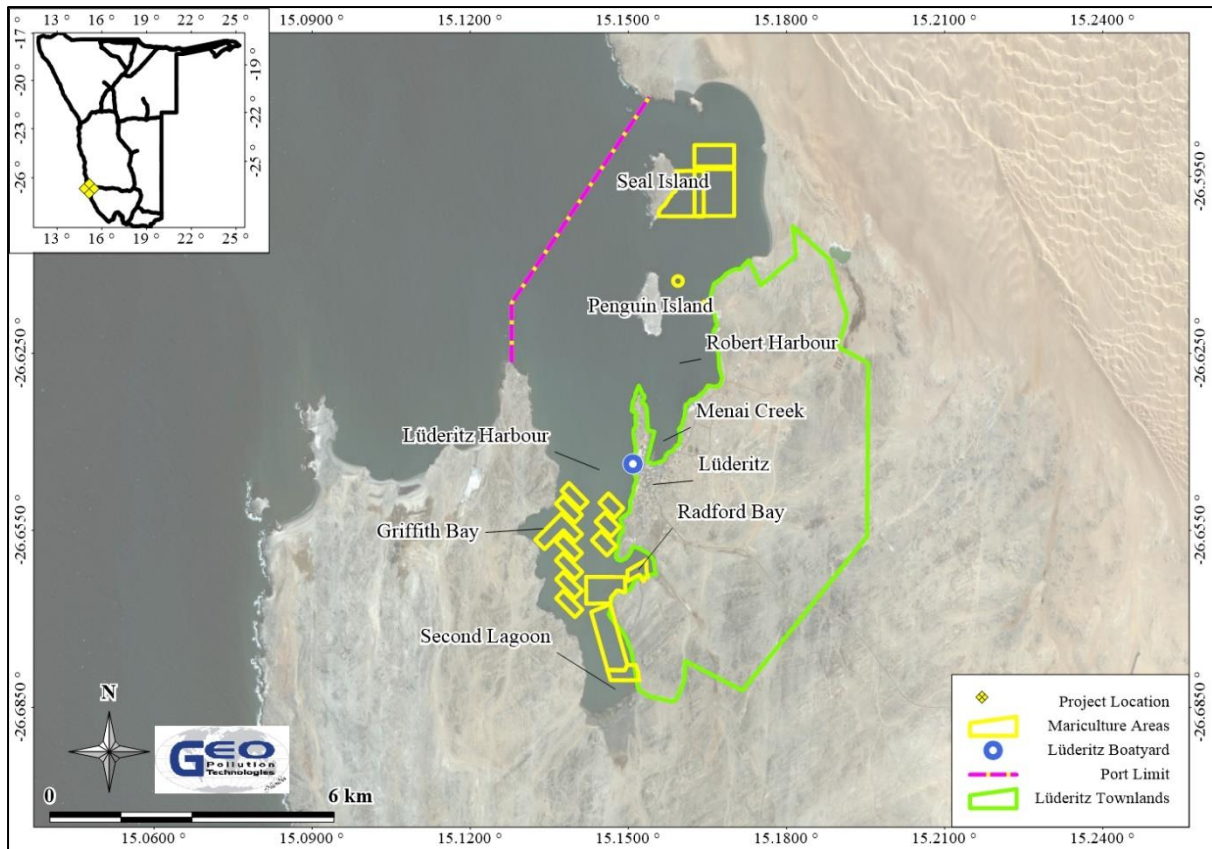 15.0900 °
15.1200 °
15.1500 °
15.1800 °
15.2100 °
15.2400 °
13 °
16 °
19 °
22 °
25 °
-17
-20
-23
-26
-19 °
-22 °
-25 °
13 °
16 °
19 °
22 °
25 °
-26.5950 °
-26.6250 °
-26.6550 °
-26.6850 °
Seal Island
Penguin Island
Robert Harbour
Menai Creek
Lüderitz Harbour
Lüderitz
Radford Bay
Griffith Bay
Second Lagoon
-26.5950 °
-26.6250 °
-26.6550 °
-26.6850 °
N
GEO
Pollution
Technologies
0
6 km
Project Location
Mariculture Areas
Lüderitz Boatyard
Port Limit
Lüderitz Townlands
15.0600 °
15.0900 °
15.1200 °
15.1500 °
15.1800 °
15.2100 °
15.2400 °